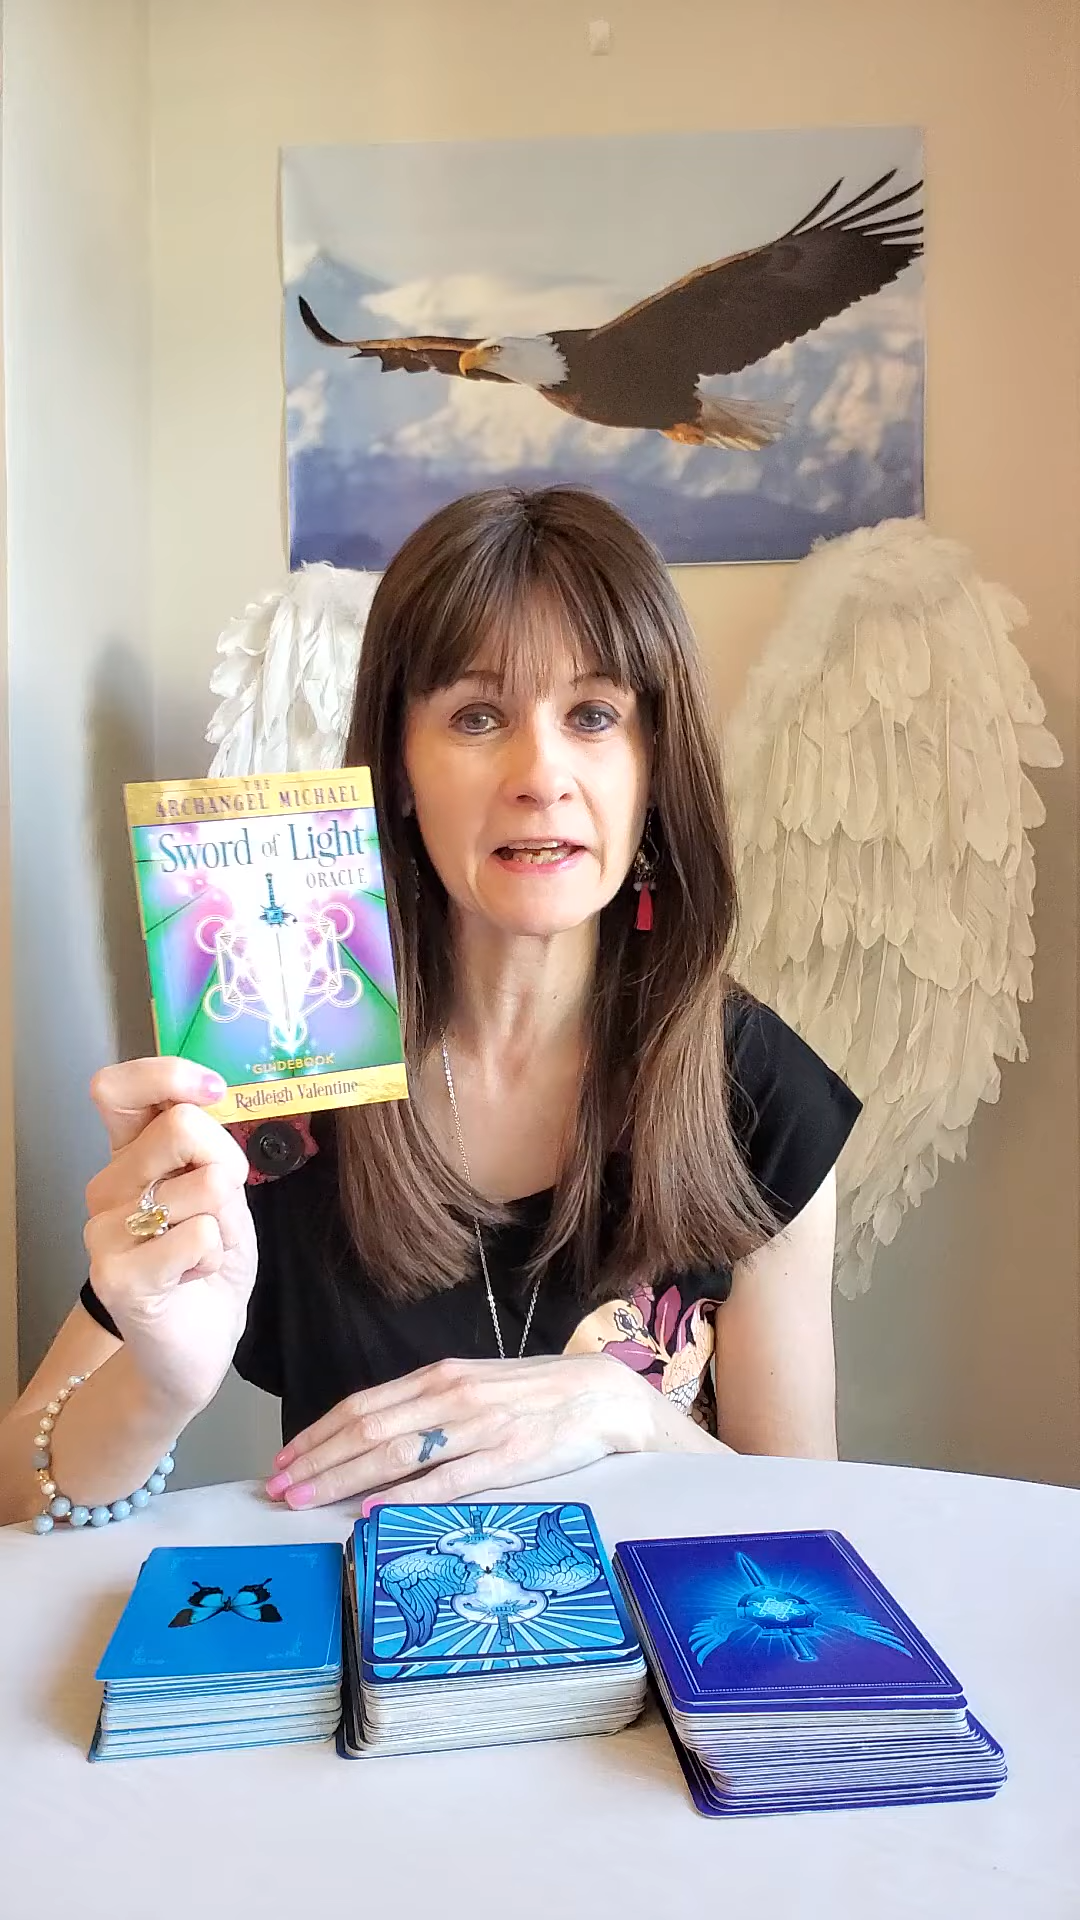 THE
ARCHANGEL MICHAEL
Sword of Light
ORACLE
GUIDEBOOK
Radleigh Valentine